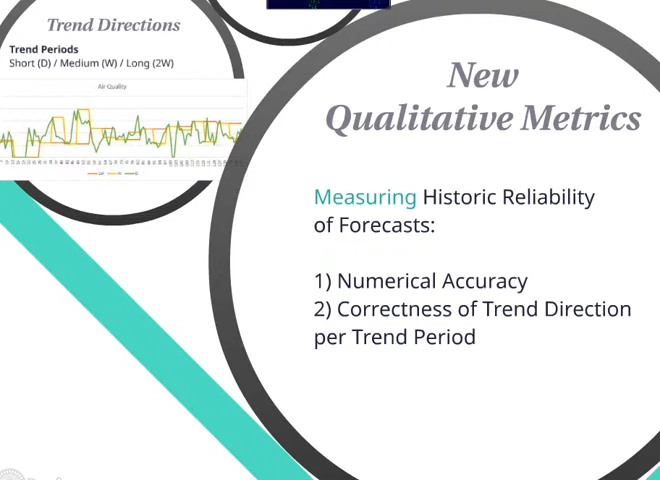 Trend Directions
Trend Periods
Short (D) / Medium (W) / Long (2W)
Air Quality
New
Qualitative Metrics
Measuring Historic Reliability
of Forecasts:
1) Numerical Accuracy
2) Correctness of Trend Direction
per Trend Period